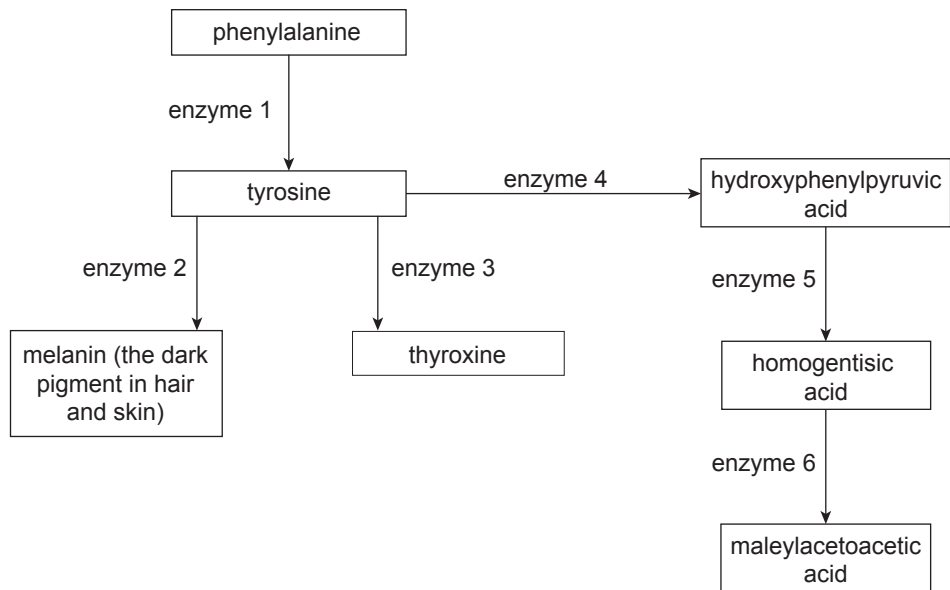 phenylalanine
enzyme 1
tyrosine
enzyme 4
hydroxyphenylpyruvic
acid
enzyme 2
enzyme 3
enzyme 5
melanin (the dark
pigment in hair
and skin)
thyroxine
homogentisic
acid
enzyme 6
maleylacetoacetic
acid